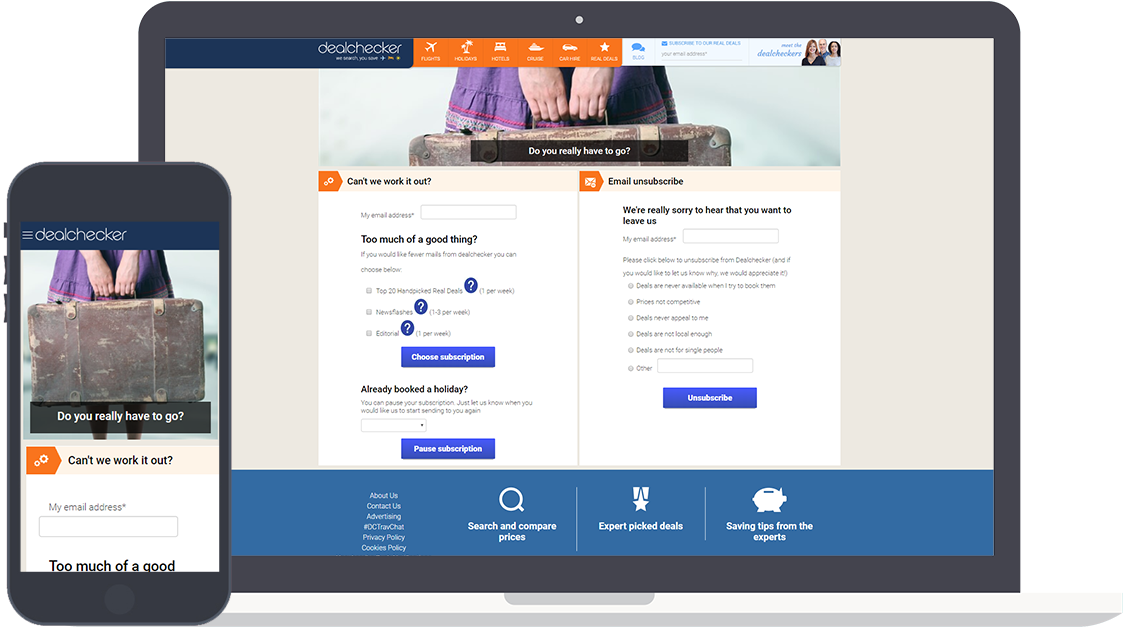 dealchecker
we search, you save
FLIGHTS
HOLIDAYS
HOTELS
CRUISE
CAR HIRE
REAL DEALS
BLOG
SUBSCRIBE TO OUR REAL DEALS
your email address*
meet the
dealcheckers
Do you really have to go?
Can't we work it out?
My email address*
Too much of a good thing?
If you would like fewer mails from dealchecker you can
choose below:
Top 20 Handpicked Real Deals ? (1 per week)
Newsflashes ? (1-3 per week)
Editorial ? (1 per week)
Choose subscription
Already booked a holiday?
You can pause your subscription. Just let us know when you
would like us to start sending to you again
Pause subscription
Email unsubscribe
We're really sorry to hear that you want to
leave us
My email address*
Please click below to unsubscribe from Dealchecker (and if
you would like to let us know why, we would appreciate it!)
Deals are never available when I try to book them
Prices not competitive
Deals never appeal to me
Deals are not local enough
Deals are not for single people
Other
Unsubscribe
About Us
Contact Us
Advertising
#DCTravChat
Privacy Policy
Cookies Policy
Search and compare
prices
Expert picked deals
Saving tips from the
experts
dealchecker
Do you really have to go?
Can't we work it out?
My email address*
Too much of a good